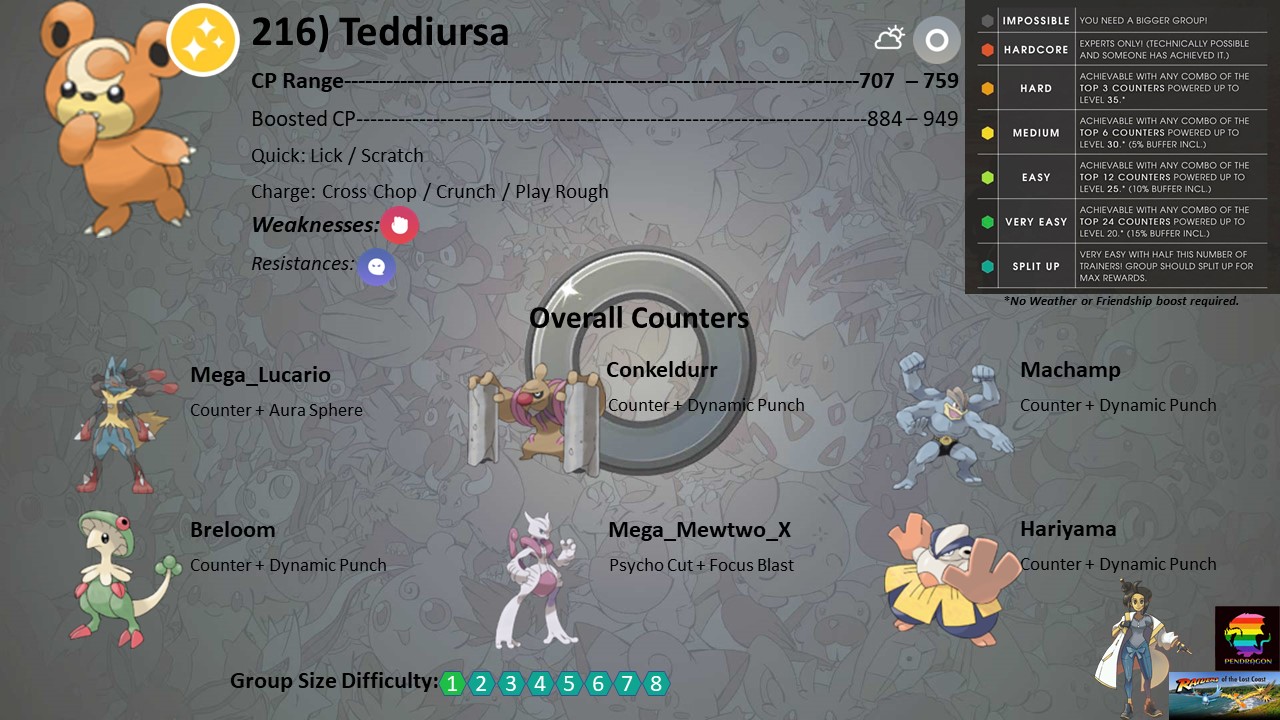 216) Teddiursa
CP Range---707 – 759
Boosted CP---884 – 949
Quick: Lick / Scratch
Charge: Cross Chop / Crunch / Play Rough
Weaknesses:
Resistances:
IMPOSSIBLE YOU NEED A BIGGER GROUP!
HARDCORE EXPERTS ONLY! (TECHNICALLY POSSIBLE
AND SOMEONE HAS ACHIEVED IT.)
HARD ACHIEVABLE WITH ANY COMBO OF THE
TOP 3 COUNTERS POWERED UP TO
LEVEL 35.*
MEDIUM ACHIEVABLE WITH ANY COMBO OF THE
TOP 6 COUNTERS POWERED UP TO
LEVEL 30.* (5% BUFFER INCL.)
EASY ACHIEVABLE WITH ANY COMBO OF THE
TOP 12 COUNTERS POWERED UP TO
LEVEL 25.* (10% BUFFER INCL.)
VERY EASY ACHIEVABLE WITH ANY COMBO OF THE
TOP 24 COUNTERS POWERED UP TO
LEVEL 20.* (15% BUFFER INCL.)
SPLIT UP VERY EASY WITH HALF THIS NUMBER OF
TRAINERS! GROUP SHOULD SPLIT UP FOR
MAX REWARDS.
*No Weather or Friendship boost required.
Overall Counters
Mega_Lucario
Counter + Aura Sphere
Conkeldurr
Counter + Dynamic Punch
Machamp
Counter + Dynamic Punch
Breloom
Counter + Dynamic Punch
Mega_Mewtwo_X
Psycho Cut + Focus Blast
Hariyama
Counter + Dynamic Punch
Group Size Difficulty: 1 2 3 4 5 6 7 8
PENDROGON
RAIDERS of the Lost Coast